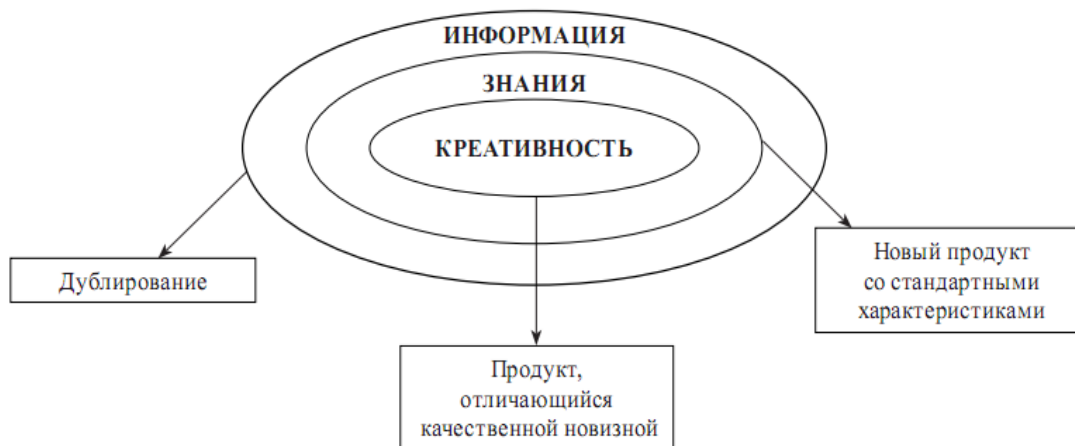 ИНФОРМАЦИЯ
ЗНАНИЯ
КРЕАТИВНОСТЬ
Дублирование
Новый продукт
со стандартными
характеристиками
Продукт,
отличающийся
качественной новизной